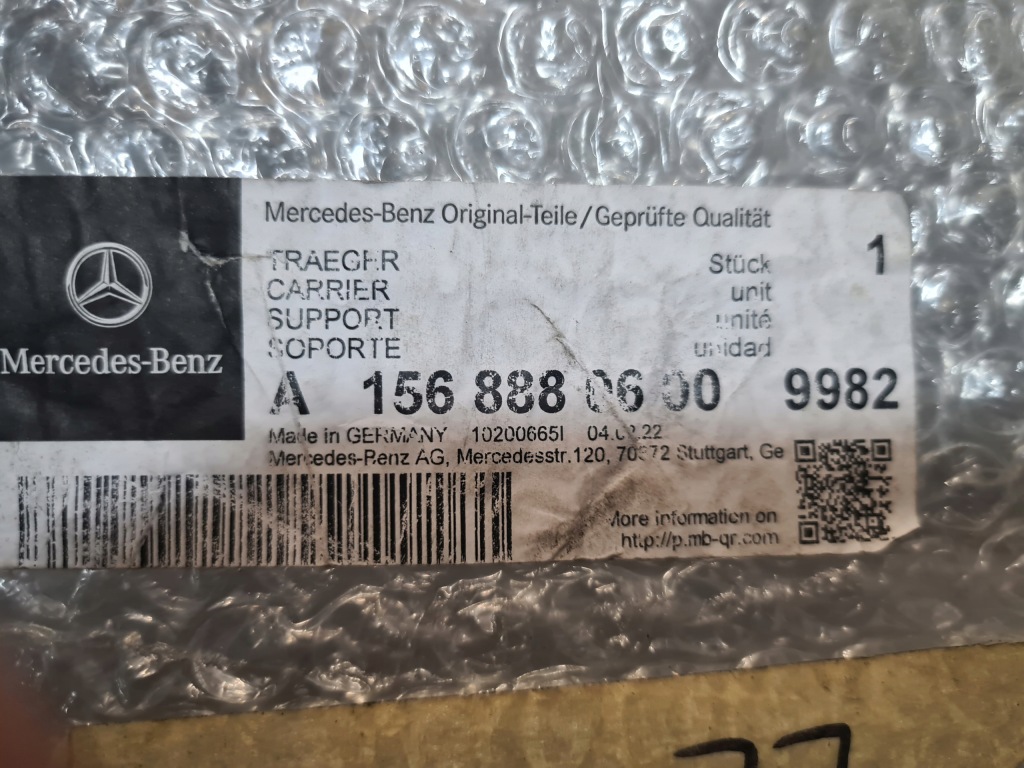 Mercedes-Benz Original-Teile/Geprüfte Qualität
TRAEGER Stück 1
CARRIER unit
SUPPORT unité
SOPORTE unidad
Mercedes-Benz
A 156 888 06 00 9982
Made in GERMANY 10200665I 22
Mercedes-Benz AG, Mercedesstr.120, Stuttgart, Ge
More information on
http://p.mb-qr.com